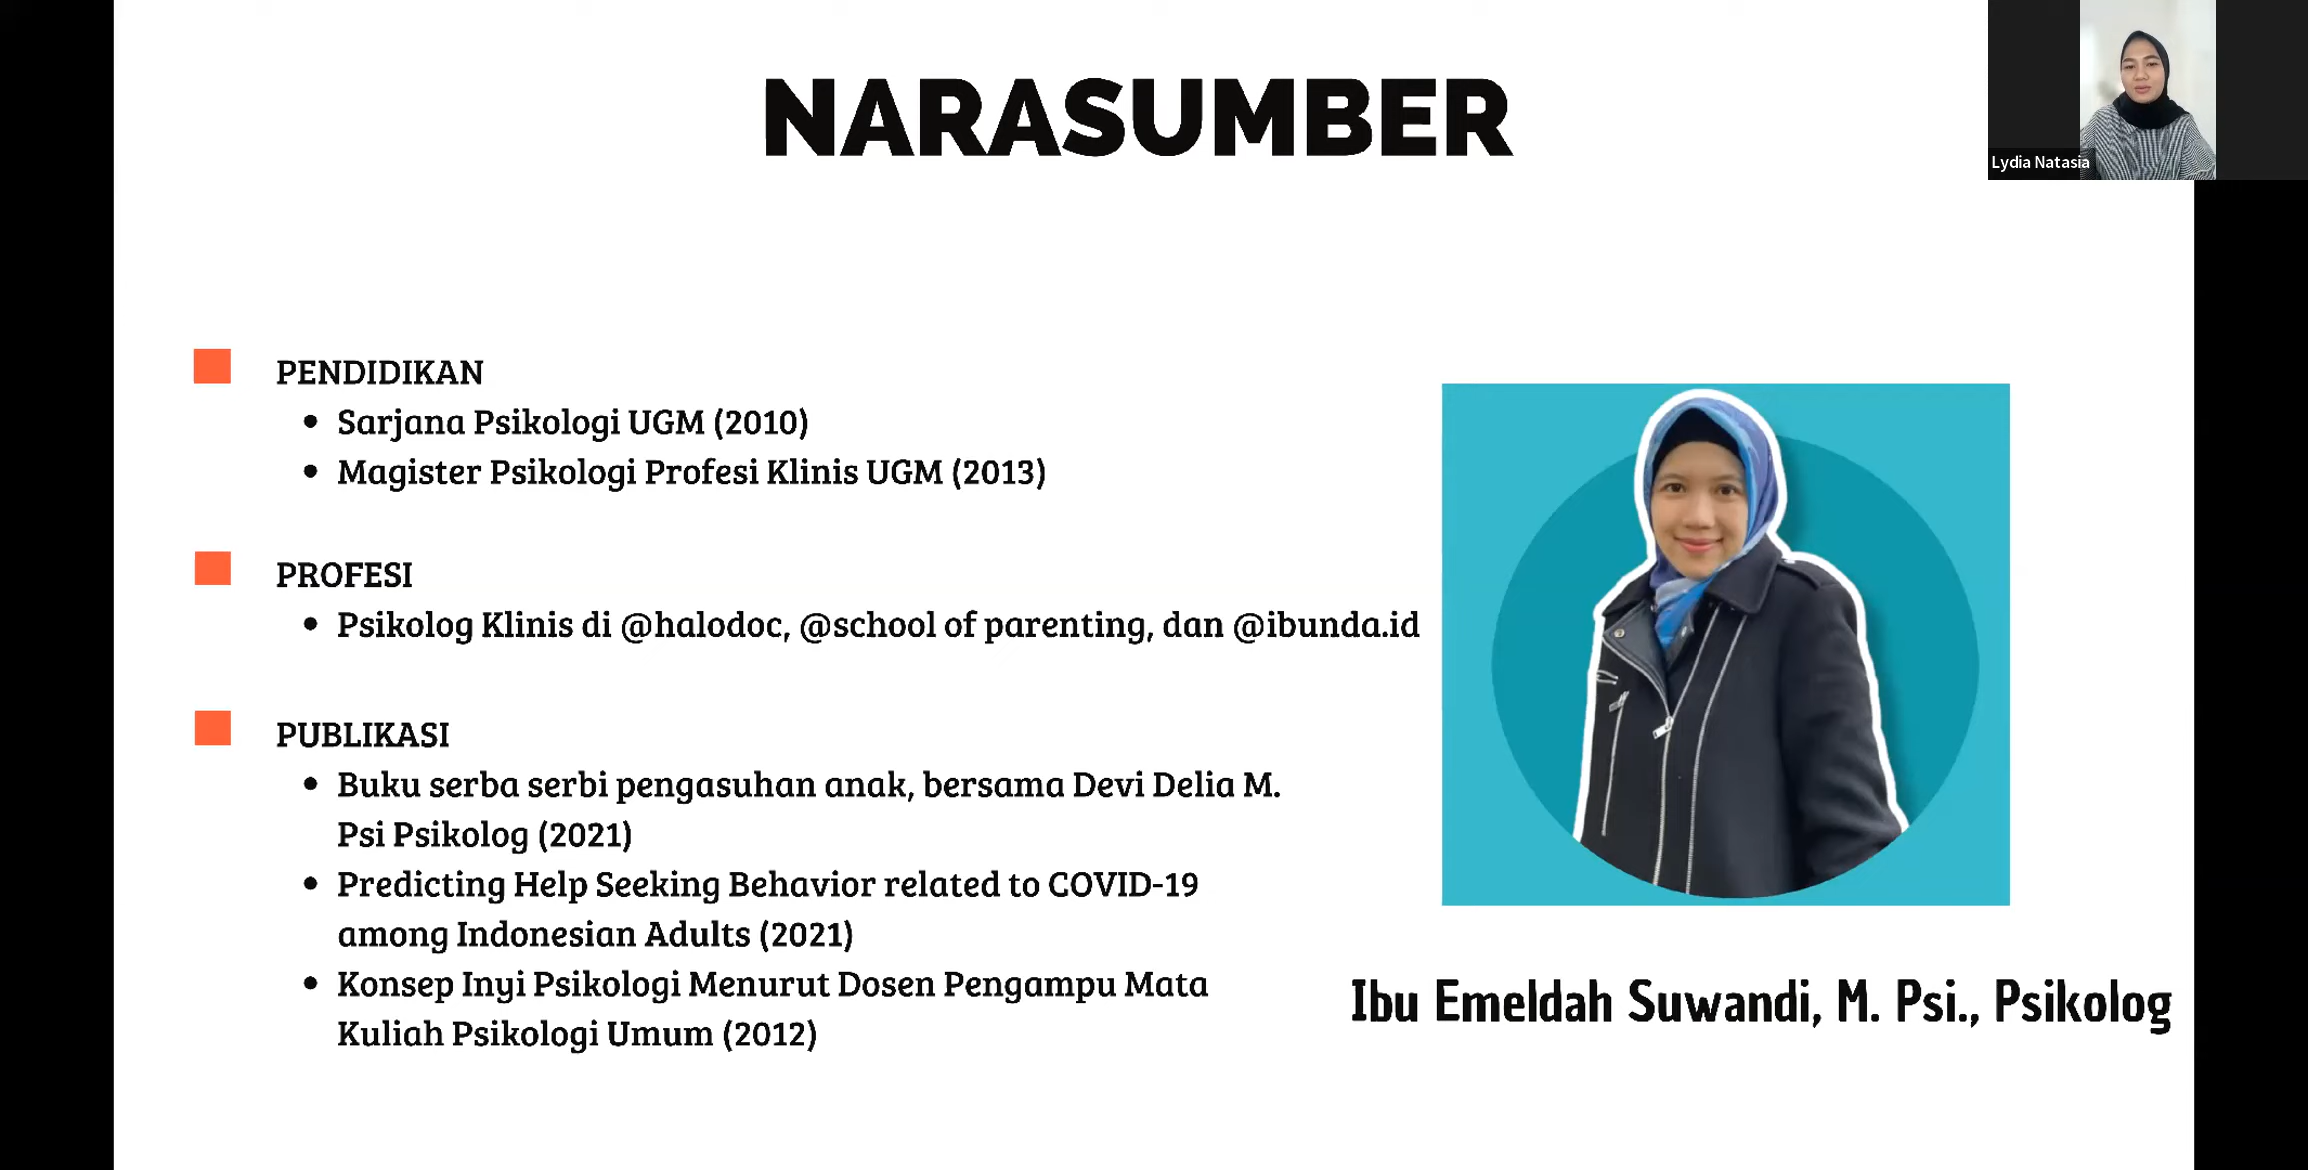 NARASUMBER
Lydia Natasia
PENDIDIKAN
• Sarjana Psikologi UGM (2010)
• Magister Psikologi Profesi Klinis UGM (2013)
PROFESI
• Psikolog Klinis di @halodoc, @school of parenting, dan @ibunda.id
PUBLIKASI
• Buku serba serbi pengasuhan anak, bersama Devi Delia M.
Psi Psikolog (2021)
• Predicting Help Seeking Behavior related to COVID-19
among Indonesian Adults (2021)
• Konsep Inyi Psikologi Menurut Dosen Pengampu Mata
Kuliah Psikologi Umum (2012)
Ibu Emeldah Suwandi, M. Psi., Psikolog